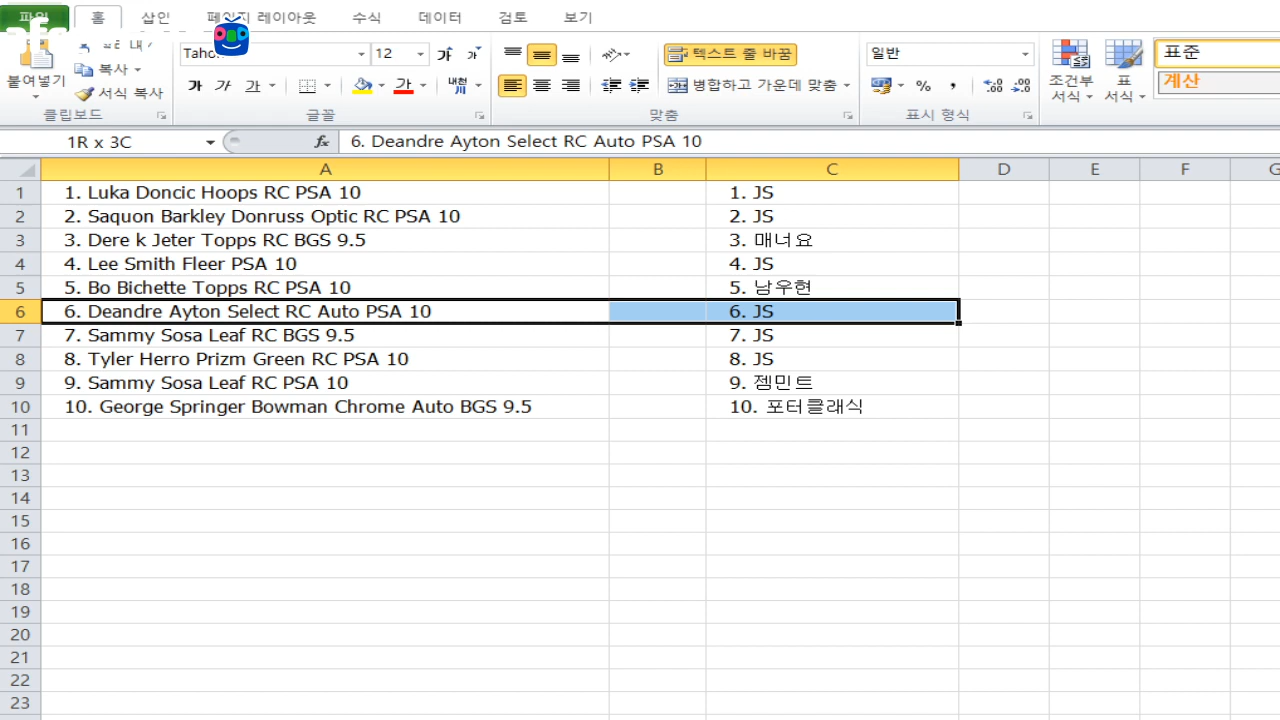 파일 홈 삽입 페이지 레이아웃 수식 데이터 검토 보기
Taho 12 가 가 텍스트 줄 바꿈 일반 표준
붙여넣기 복사 가 가 가 가 내천 병합하고 가운데 맞춤 % , 조건부 서식 표 서식 계산
서식 복사
클립보드 글꼴 맞춤 표시 형식
1R x 3C fx 6. Deandre Ayton Select RC Auto PSA 10
A B C D E F G
1 1. Luka Doncic Hoops RC PSA 10 1. JS
2 2. Saquon Barkley Donruss Optic RC PSA 10 2. JS
3 3. Dere k Jeter Topps RC BGS 9.5 3. 매너요
4 4. Lee Smith Fleer PSA 10 4. JS
5 5. Bo Bichette Topps RC PSA 10 5. 남우현
6 6. Deandre Ayton Select RC Auto PSA 10 6. JS
7 7. Sammy Sosa Leaf RC BGS 9.5 7. JS
8 8. Tyler Herro Prizm Green RC PSA 10 8. JS
9 9. Sammy Sosa Leaf RC PSA 10 9. 젬민트
10 10. George Springer Bowman Chrome Auto BGS 9.5 10. 포터클래식
11
12
13
14
15
16
17
18
19
20
21
22
23